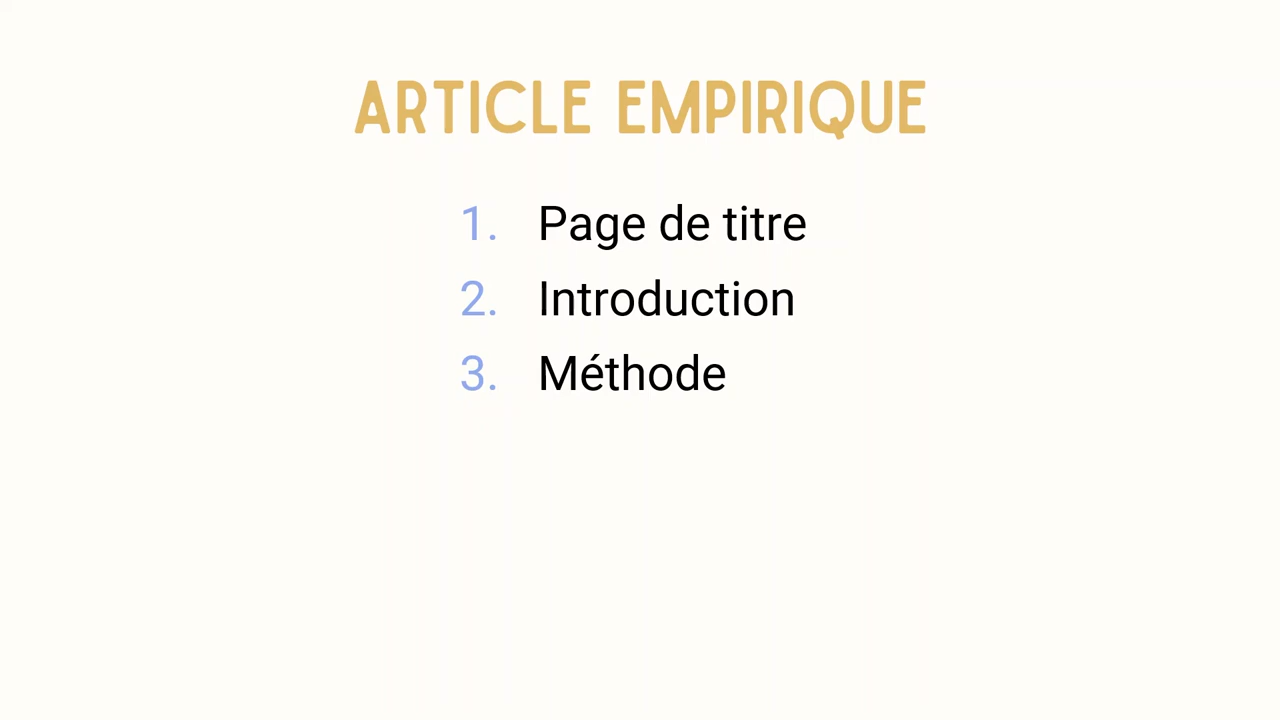 ARTICLE EMPIRIQUE
1. Page de titre
2. Introduction
3. Méthode